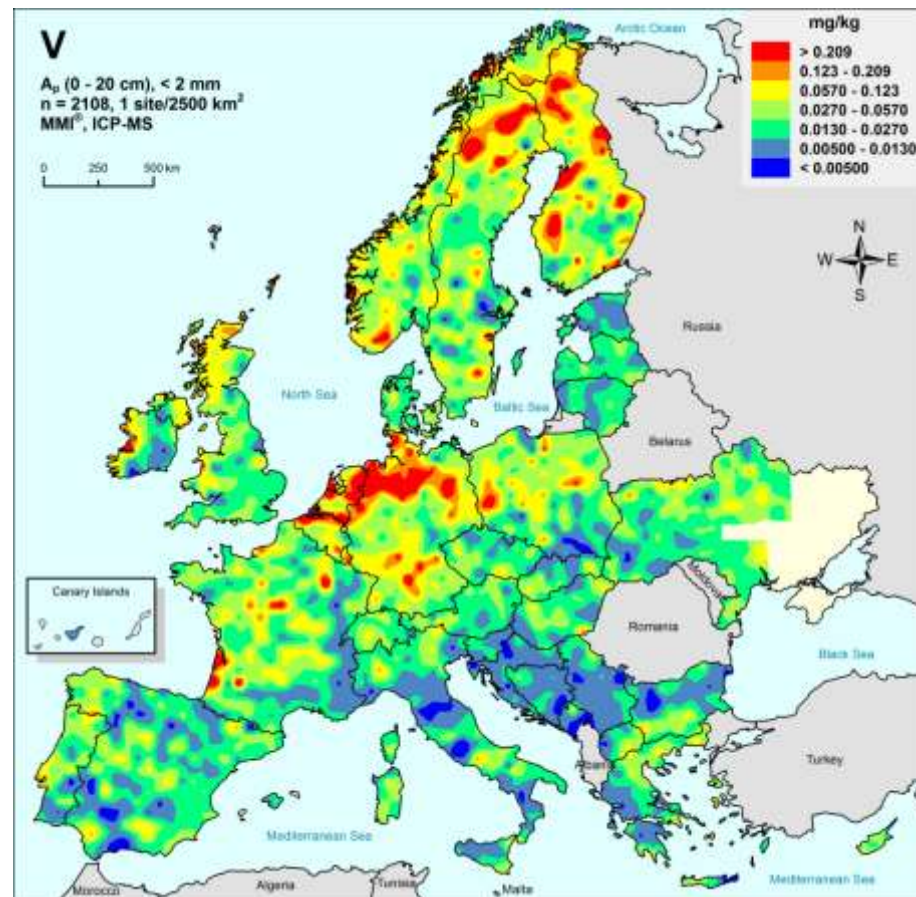 V
Aₚ (0 - 20 cm), < 2 mm
n = 2108, 1 site/2500 km²
MMI®, ICP-MS
0 250 500 km
mg/kg
> 0.209
0.123 - 0.209
0.0570 - 0.123
0.0270 - 0.0570
0.0130 - 0.0270
0.00500 - 0.0130
< 0.00500
Arctic Ocean
N
W E
S
Russia
North Sea
Baltic Sea
Belarus
Canary Islands
Moldova
Romania
Black Sea
Albania
Turkey
Mediterranean Sea
Mediterranean Sea
Morocco
Algeria
Tunisia
Malta